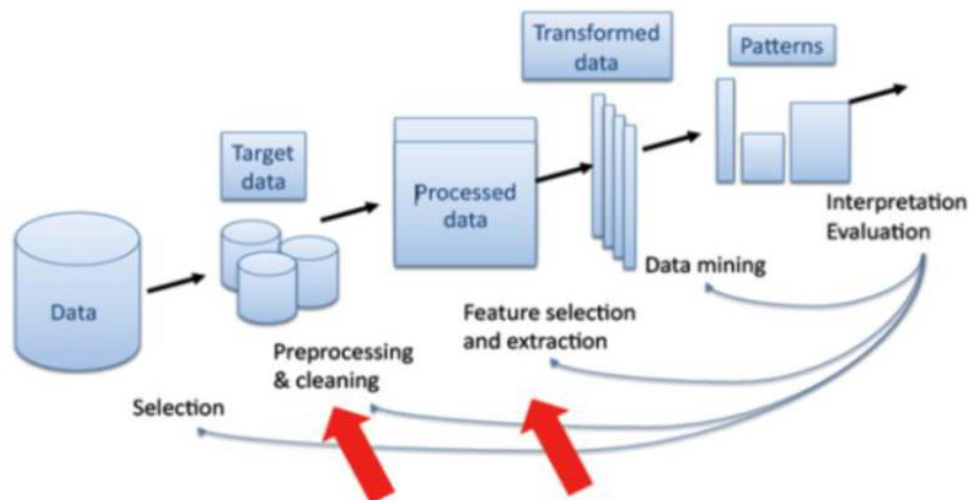 Transformed
data
Patterns
Target
data
Processed
data
Data
Interpretation
Evaluation
Data mining
Feature selection
and extraction
Preprocessing
& cleaning
Selection